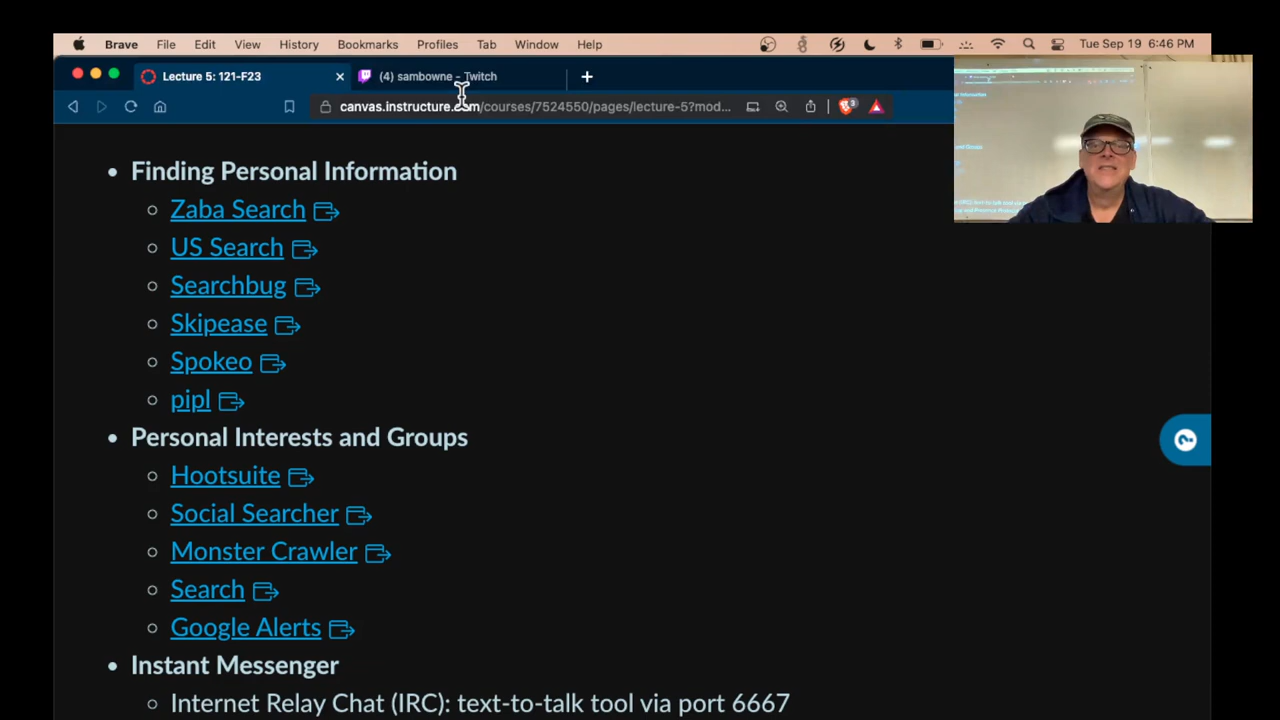 Brave File Edit View History Bookmarks Profiles Tab Window Help Tue Sep 19 6:46 PM
Lecture 5: 121-F23 (4) sambowne - Twitch
canvas.instructure.com/courses/7524550/pages/lecture-5?mod... 3
Finding Personal Information
Zaba Search
US Search
Searchbug
Skipease
Spokeo
pipl
Personal Interests and Groups
Hootsuite
Social Searcher
Monster Crawler
Search
Google Alerts
Instant Messenger
Internet Relay Chat (IRC): text-to-talk tool via port 6667